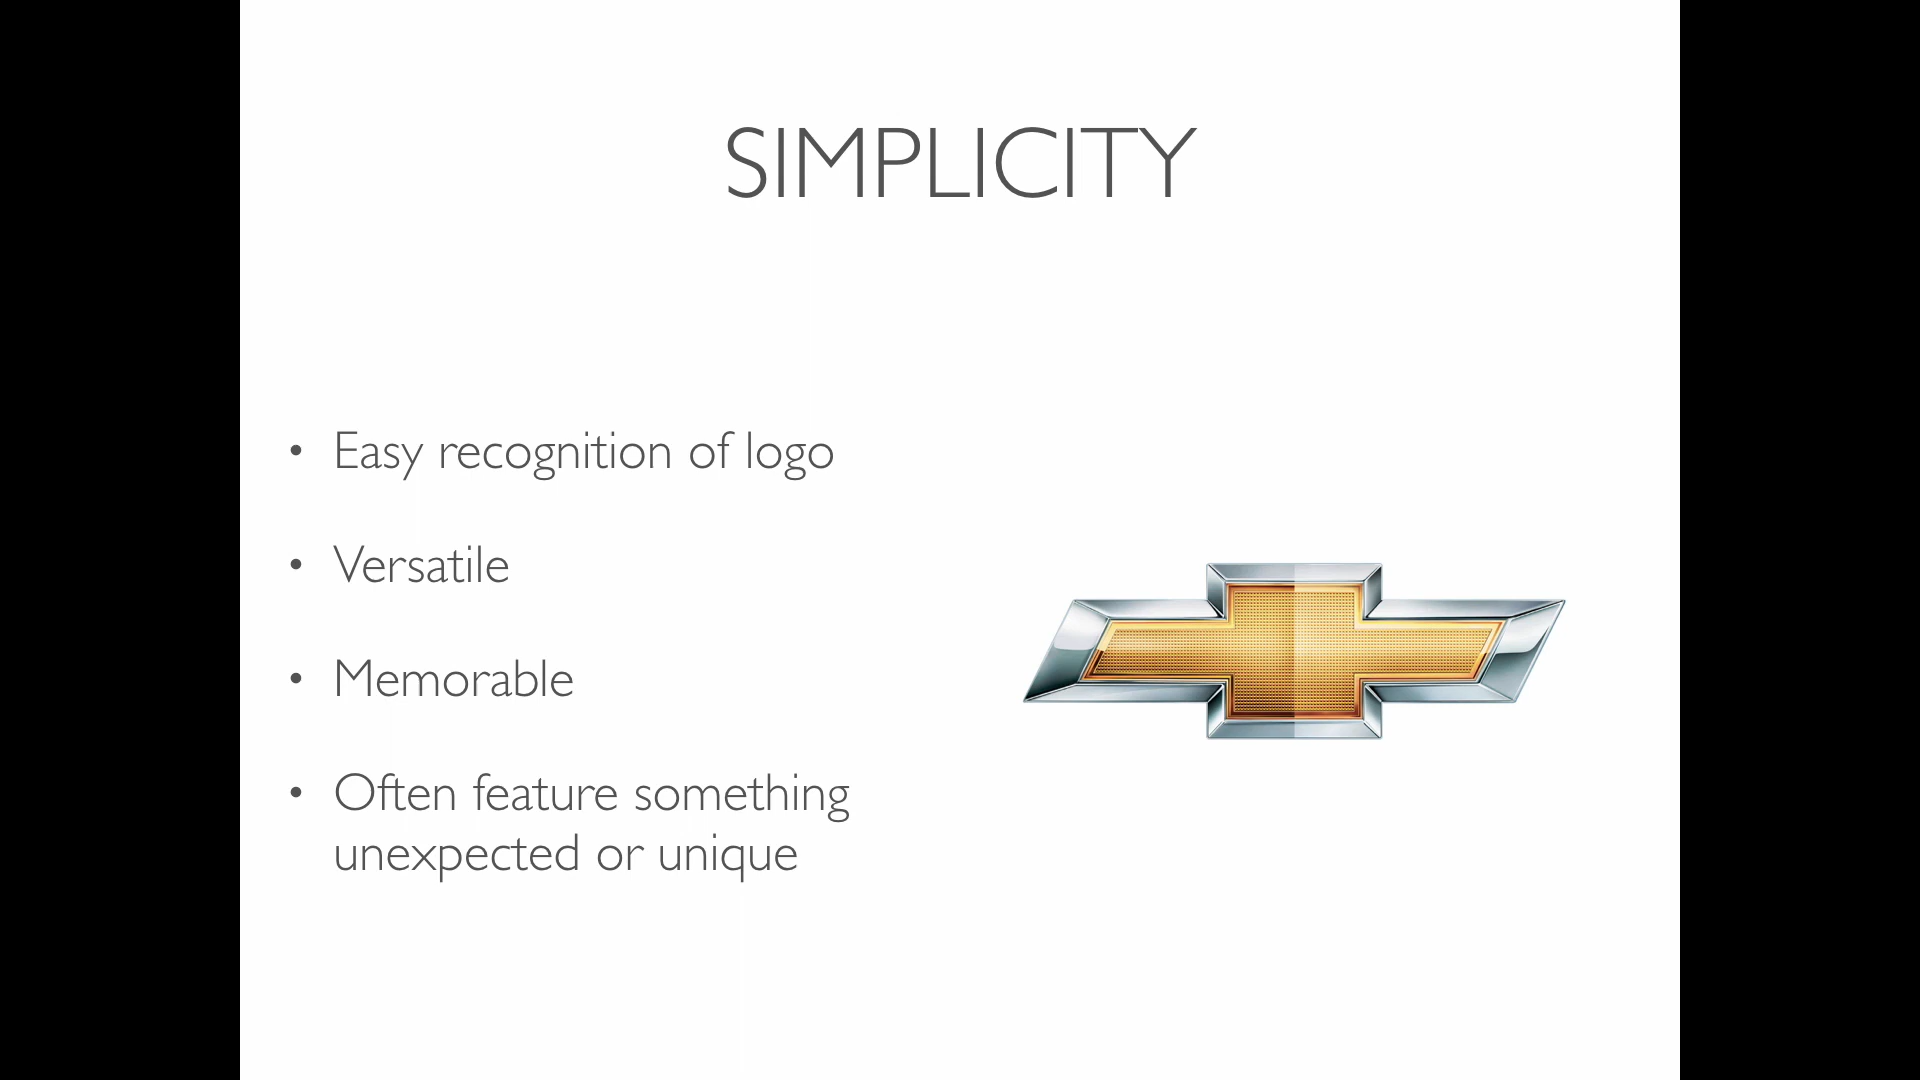 SIMPLICITY
• Easy recognition of logo
• Versatile
• Memorable
• Often feature something
unexpected or unique